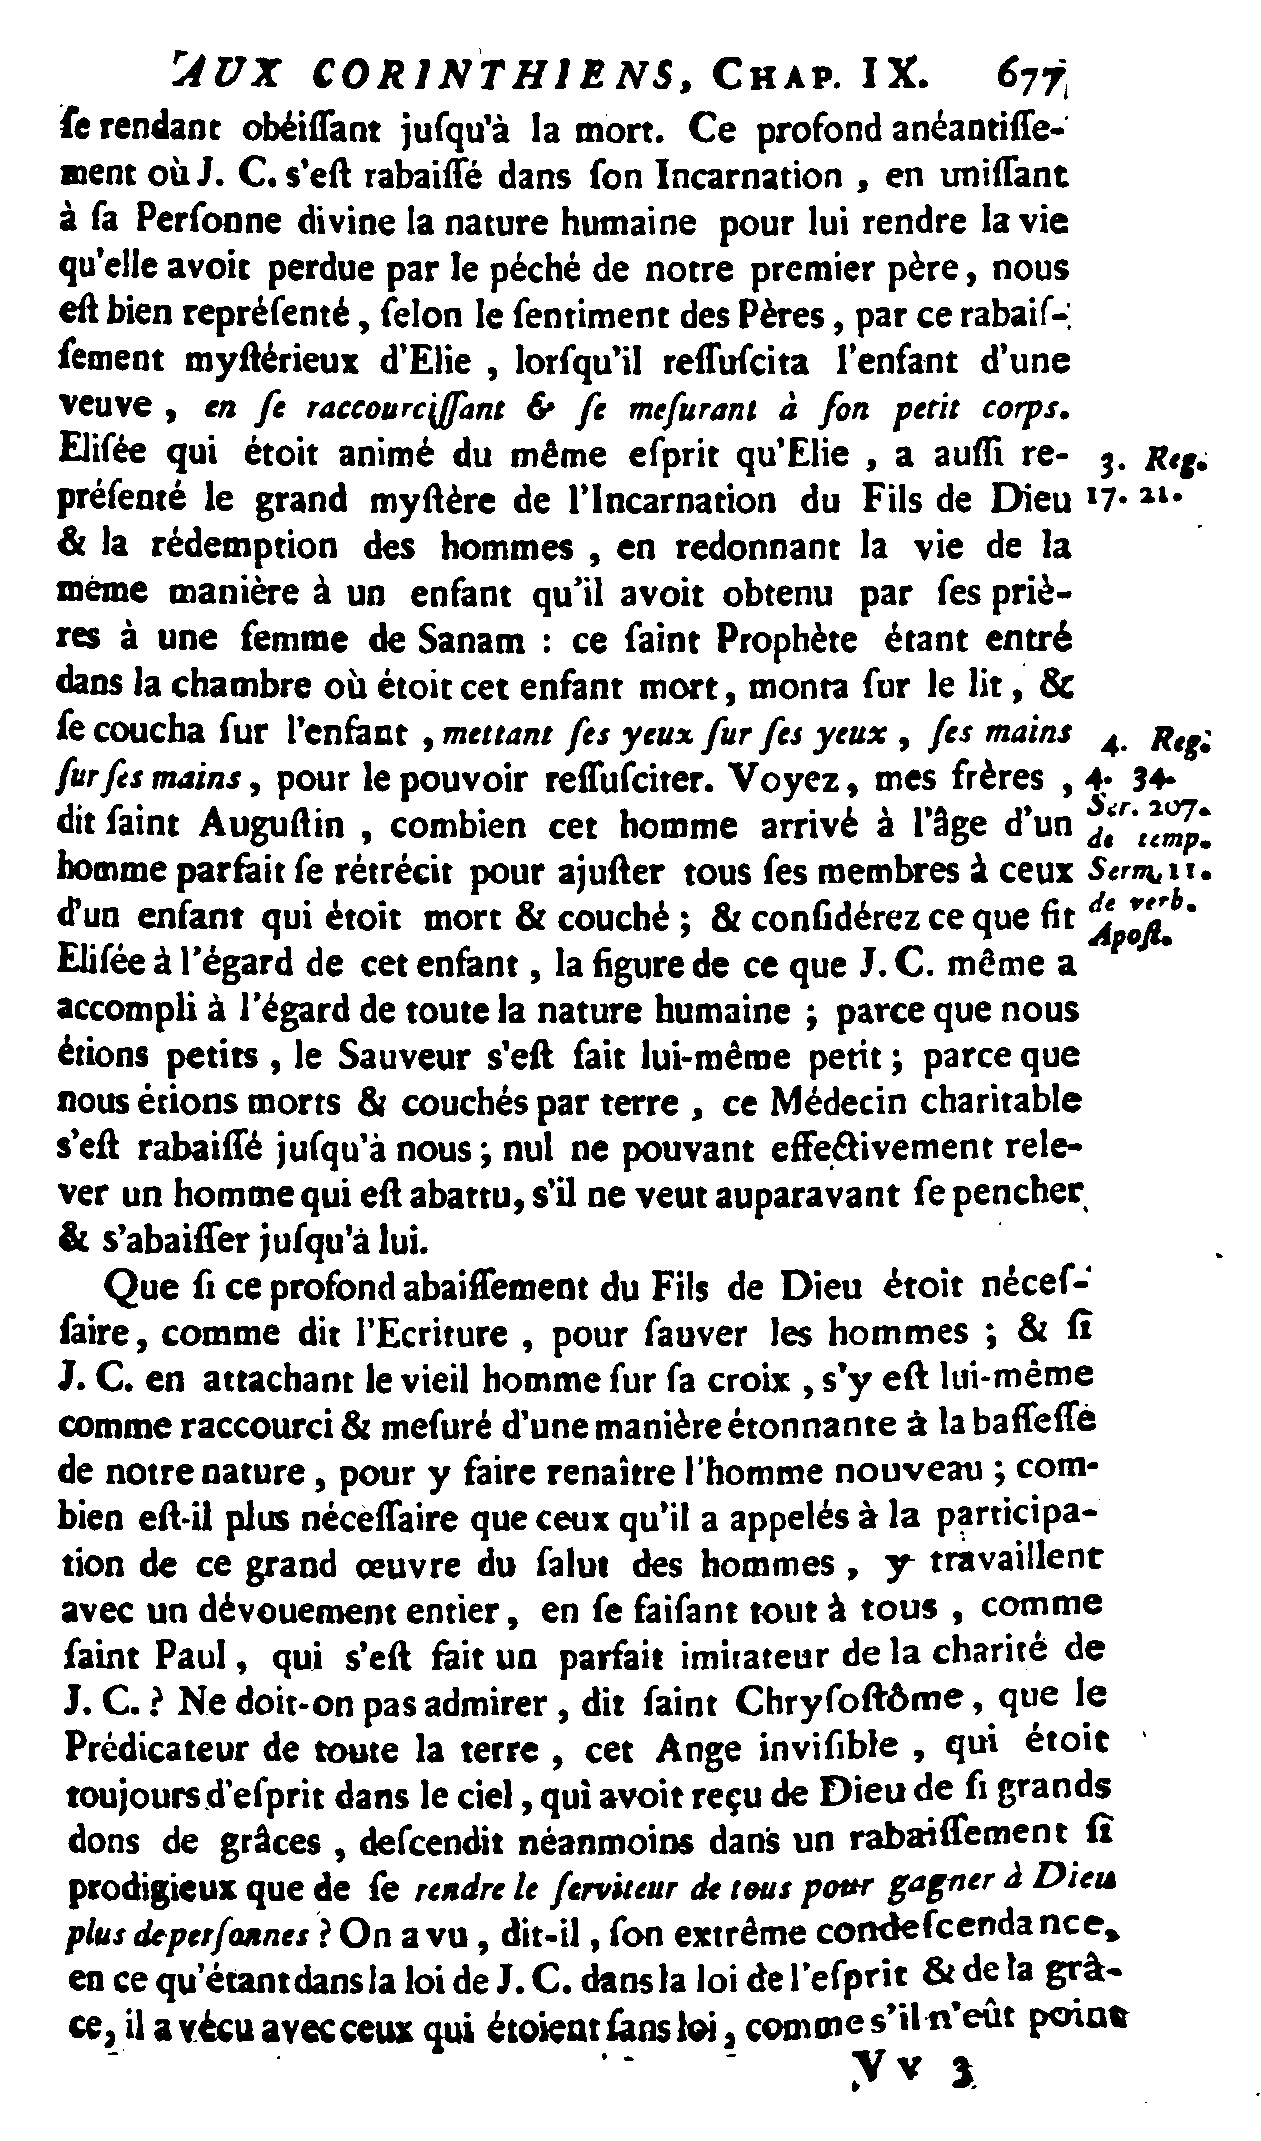 AUX CORINTHIENS, CHAP. IX. 677
ſe rendant obéiſſant juſqu'à la mort. Ce profond anéantiſſe-
ment où J. C. s'eſt rabaiſſé dans ſon Incarnation , en uniſſant
à ſa Perſonne divine la nature humaine pour lui rendre la vie
qu'elle avoit perdue par le péché de notre premier père, nous
eſt bien repréſenté , ſelon le ſentiment des Pères , par ce rabaiſ-
ſement myſtérieux d'Elie , lorſqu'il reſſuſcita l'enfant d'une
veuve , en ſe raccourciſſant & ſe meſurant à ſon petit corps.
Eliſée qui étoit animé du même eſprit qu'Elie , a auſſi re-
3. Reg.
préſenté le grand myſtère de l'Incarnation du Fils de Dieu
17. 21.
& la rédemption des hommes , en redonnant la vie de la
même manière à un enfant qu'il avoit obtenu par ſes priè-
res à une femme de Sanam : ce ſaint Prophète étant entré
dans la chambre où étoit cet enfant mort, monta ſur le lit, &
ſe coucha ſur l'enfant , mettant ſes yeux ſur ſes yeux , ſes mains
4. Reg.
ſur ſes mains, pour le pouvoir reſſuſciter. Voyez, mes frères ,
4. 34.
dit ſaint Auguſtin , combien cet homme arrivé à l'âge d'un
Ser. 207.
de temp.
homme parfait ſe rétrécit pour ajuſter tous ſes membres à ceux
Serm. 11.
d'un enfant qui étoit mort & couché ; & conſidérez ce que fit
de verb.
Apoſt.
Eliſée à l'égard de cet enfant , la figure de ce que J. C. même a
accompli à l'égard de toute la nature humaine ; parce que nous
étions petits , le Sauveur s'eſt fait lui-même petit ; parce que
nous étions morts & couchés par terre , ce Médecin charitable
s'eſt rabaiſſé juſqu'à nous ; nul ne pouvant effectivement rele-
ver un homme qui eſt abattu, s'il ne veut auparavant ſe pencher
& s'abaiſſer juſqu'à lui.
Que ſi ce profond abaiſſement du Fils de Dieu étoit néceſ-
ſaire, comme dit l'Ecriture , pour ſauver les hommes ; & ſi
J. C. en attachant le vieil homme ſur ſa croix , s'y eſt lui-même
comme raccourci & meſuré d'une manière étonnante à la baſſeſſe
de notre nature , pour y faire renaître l'homme nouveau ; com-
bien eſt-il plus néceſſaire que ceux qu'il a appelés à la participa-
tion de ce grand œuvre du ſalut des hommes , y travaillent
avec un dévouement entier, en ſe faiſant tout à tous , comme
ſaint Paul , qui s'eſt fait un parfait imitateur de la charité de
J. C. ? Ne doit-on pas admirer , dit ſaint Chryſoſtôme , que le
Prédicateur de toute la terre , cet Ange inviſible , qui étoit
toujours d'eſprit dans le ciel , qui avoit reçu de Dieu de ſi grands
dons de grâces , deſcendit néanmoins dans un rabaiſſement ſi
prodigieux que de ſe rendre le ſerviteur de tous pour gagner à Dieu
plus de perſonnes ? On a vu , dit-il , ſon extrême condeſcendance,
en ce qu'étant dans la loi de J. C. dans la loi de l'eſprit & de la grâ-
ce, il a vécu avec ceux qui étoient ſans loi , comme s'il n'eût point
V v 3